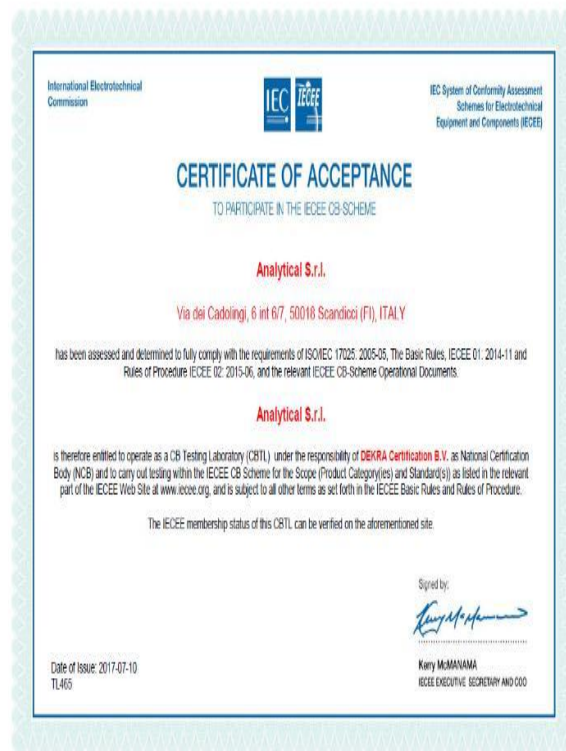 International Electrotechnical
Commission
IEC IECEE
IEC System of Conformity Assessment
Schemes for Electrotechnical
Equipment and Components (IECEE)
CERTIFICATE OF ACCEPTANCE
TO PARTICIPATE IN THE IECEE CB-SCHEME
Analytical S.r.l.
Via dei Cadolingi, 6 int 6/7, 50018 Scandicci (FI), ITALY
has been assessed and determined to fully comply with the requirements of ISO/IEC 17025: 2005-05, The Basic Rules, IECEE 01: 2014-11 and
Rules of Procedure IECEE 02: 2015-06, and the relevant IECEE CB-Scheme Operational Documents.
Analytical S.r.l.
is therefore entitled to operate as a CB Testing Laboratory (CBTL) under the responsibility of DEKRA Certification B.V. as National Certification
Body (NCB) and to carry out testing within the IECEE CB Scheme for the Scope (Product Category(ies) and Standard(s)) as listed in the relevant
part of the IECEE Web Site at www.iecee.org, and is subject to all other terms as set forth in the IECEE Basic Rules and Rules of Procedure.
The IECEE membership status of this CBTL can be verified on the aforementioned site.
Signed by:
Kerry McManama
Date of Issue: 2017-07-10
TL465
Kerry McMANAMA
IECEE EXECUTIVE SECRETARY AND COO